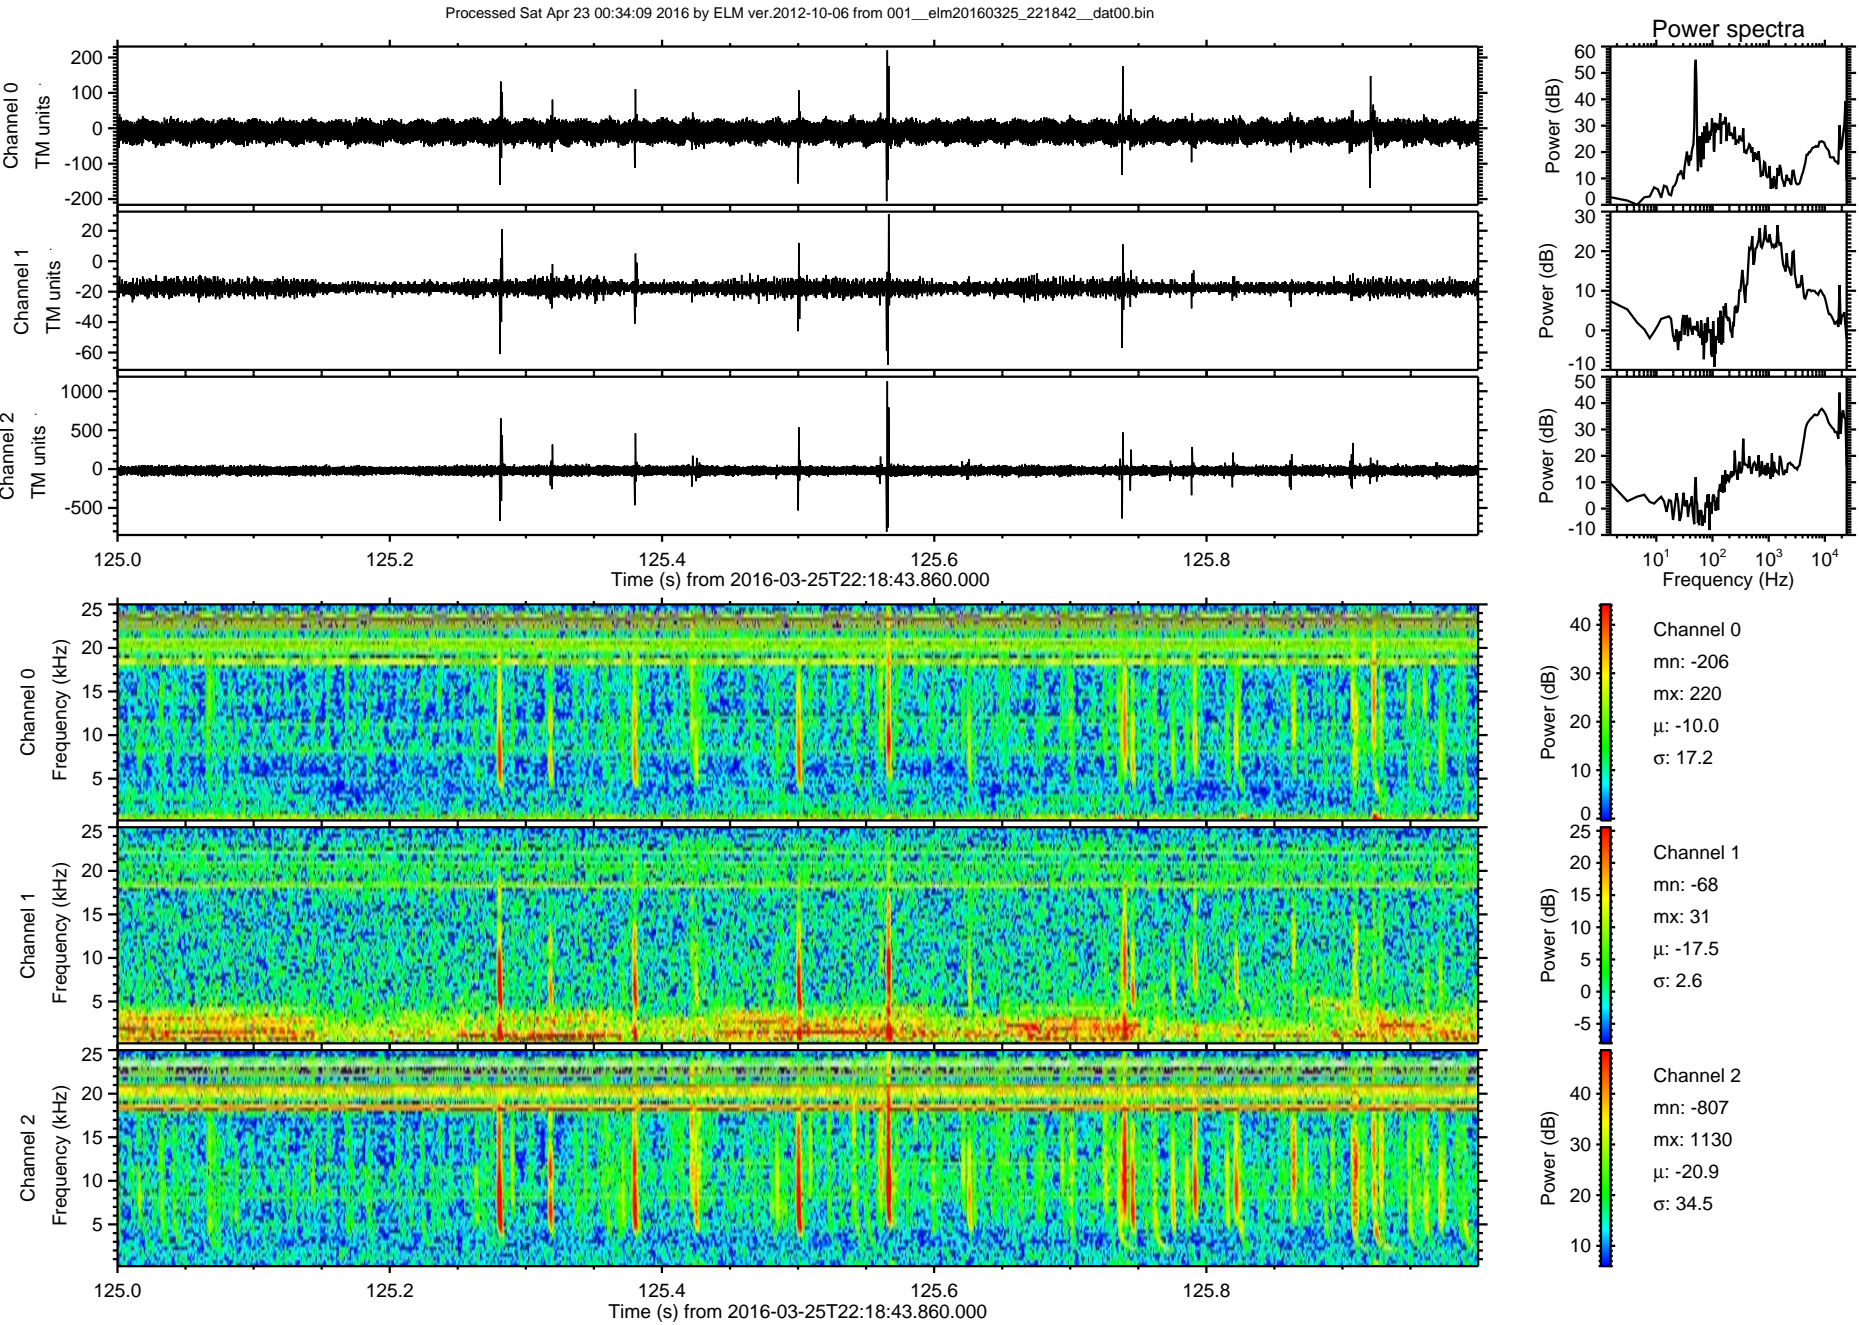 Processed Sat Apr 23 00:34:09 2016 by ELM ver.2012-10-06 from 001__elm20160325_221842__dat00.bin
Power spectra
Channel 0
TM units
200
100
0
-100
-200
Power (dB)
60
50
40
30
20
10
0
Channel 1
TM units
20
0
-20
-40
-60
Power (dB)
30
20
10
0
-10
Channel 2
TM units
1000
500
0
-500
Power (dB)
50
40
30
20
10
0
-10
125.0 125.2 125.4 125.6 125.8
Time (s) from 2016-03-25T22:18:43.860.000
10^1 10^2 10^3 10^4
Frequency (Hz)
Channel 0
Frequency (kHz)
25
20
15
10
5
Power (dB)
40
30
20
10
0
Channel 0
mn: -206
mx: 220
μ: -10.0
σ: 17.2
Channel 1
Frequency (kHz)
25
20
15
10
5
Power (dB)
25
20
15
10
5
0
-5
Channel 1
mn: -68
mx: 31
μ: -17.5
σ: 2.6
Channel 2
Frequency (kHz)
25
20
15
10
5
Power (dB)
40
30
20
10
Channel 2
mn: -807
mx: 1130
μ: -20.9
σ: 34.5
125.0 125.2 125.4 125.6 125.8
Time (s) from 2016-03-25T22:18:43.860.000